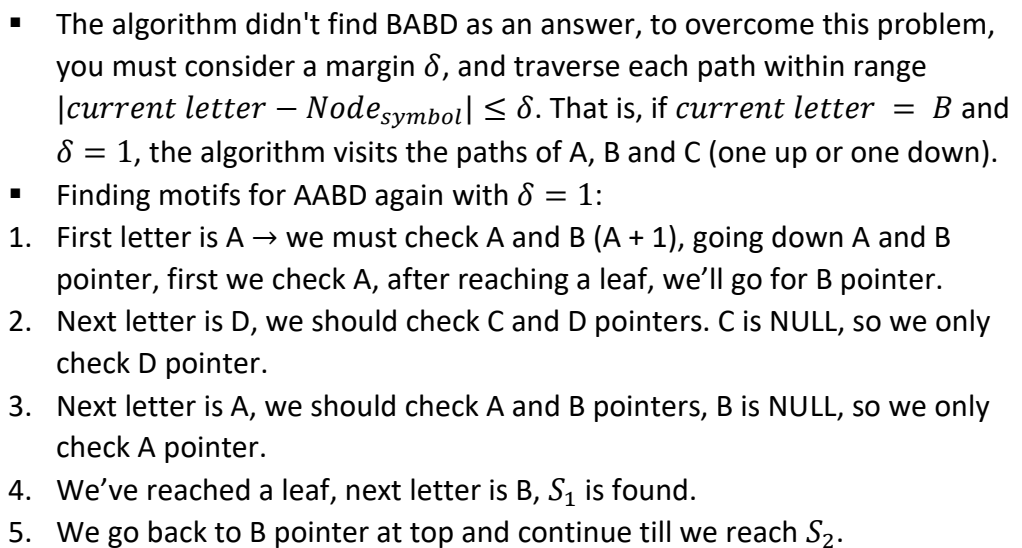 ▪ The algorithm didn't find BABD as an answer, to overcome this problem,
you must consider a margin 𝛿, and traverse each path within range
|𝑐𝑢𝑟𝑟𝑒𝑛𝑡 𝑙𝑒𝑡𝑡𝑒𝑟 − 𝑁𝑜𝑑𝑒ₛᵧₘᵦₒₗ| ≤ 𝛿. That is, if 𝑐𝑢𝑟𝑟𝑒𝑛𝑡 𝑙𝑒𝑡𝑡𝑒𝑟 = 𝐵 and
𝛿 = 1, the algorithm visits the paths of A, B and C (one up or one down).
▪ Finding motifs for AABD again with 𝛿 = 1:
1. First letter is A → we must check A and B (A + 1), going down A and B
pointer, first we check A, after reaching a leaf, we’ll go for B pointer.
2. Next letter is D, we should check C and D pointers. C is NULL, so we only
check D pointer.
3. Next letter is A, we should check A and B pointers, B is NULL, so we only
check A pointer.
4. We’ve reached a leaf, next letter is B, 𝑆₁ is found.
5. We go back to B pointer at top and continue till we reach 𝑆₂.